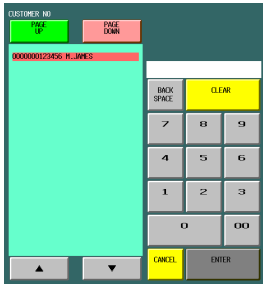 CUSTOMER NO
PAGE UP
PAGE DOWN
0000000123456 M.JAMES
BACK SPACE
CLEAR
7 8 9
4 5 6
1 2 3
0 00
CANCEL
ENTER